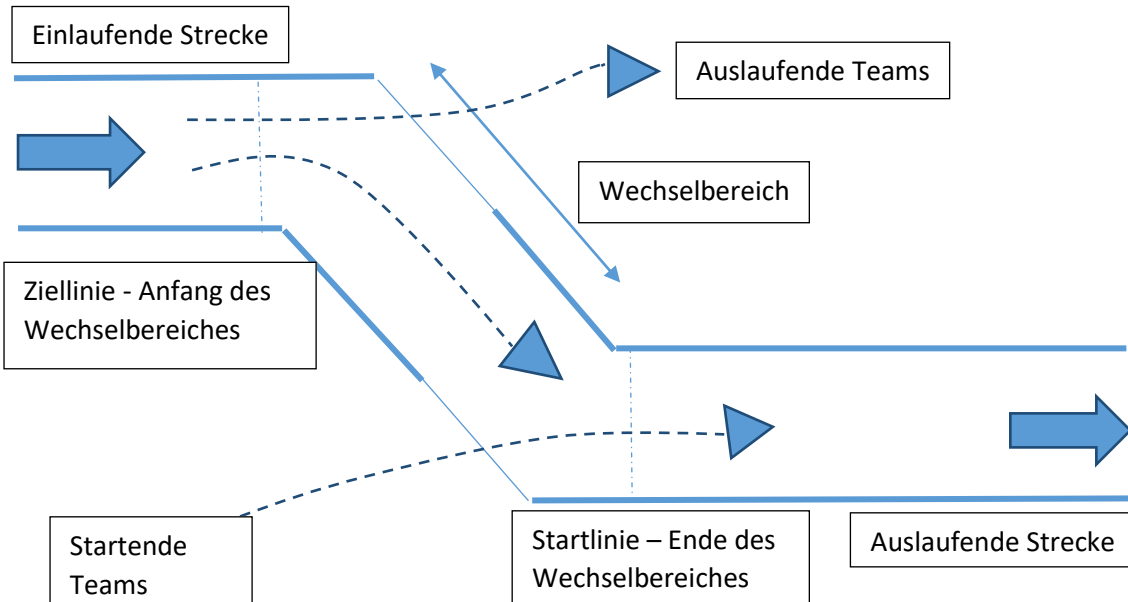 Einlaufende Strecke
Auslaufende Teams
Wechselbereich
Ziellinie - Anfang des
Wechselbereiches
Startende
Teams
Startlinie – Ende des
Wechselbereiches
Auslaufende Strecke